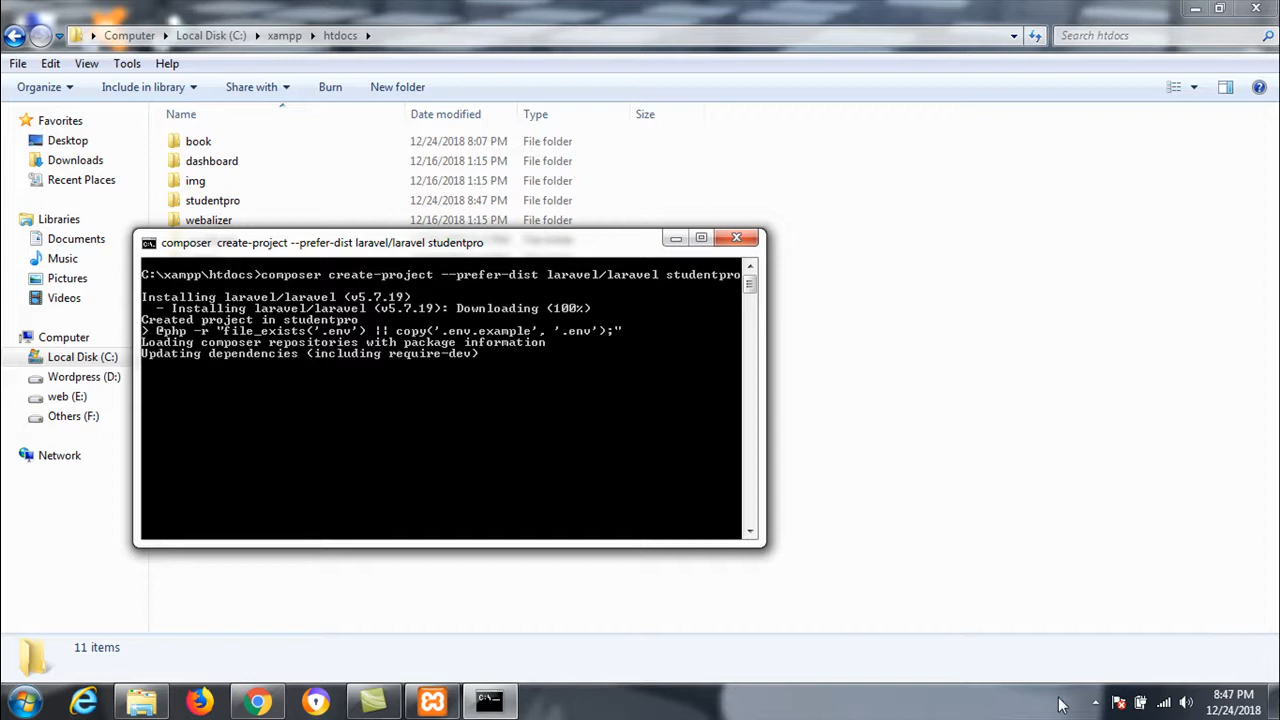 Computer Local Disk (C:) xampp htdocs
Search htdocs
File Edit View Tools Help
Organize Include in library Share with Burn New folder
Name Date modified Type Size
Favorites
Desktop
Downloads
Recent Places
Libraries
Documents
Music
Pictures
Videos
Computer
Local Disk (C:)
Wordpress (D:)
web (E:)
Others (F:)
Network
book 12/24/2018 8:07 PM File folder
dashboard 12/16/2018 1:15 PM File folder
img 12/16/2018 1:15 PM File folder
studentpro 12/24/2018 8:47 PM File folder
webalizer 12/16/2018 1:15 PM File folder
composer create-project --prefer-dist laravel/laravel studentpro
C:\xampp\htdocs>composer create-project --prefer-dist laravel/laravel studentpro
Installing laravel/laravel (v5.7.19)
- Installing laravel/laravel (v5.7.19): Downloading (100%)
Created project in studentpro
> @php -r "file_exists('.env') || copy('.env.example', '.env');"
Loading composer repositories with package information
Updating dependencies (including require-dev)
11 items
8:47 PM
12/24/2018